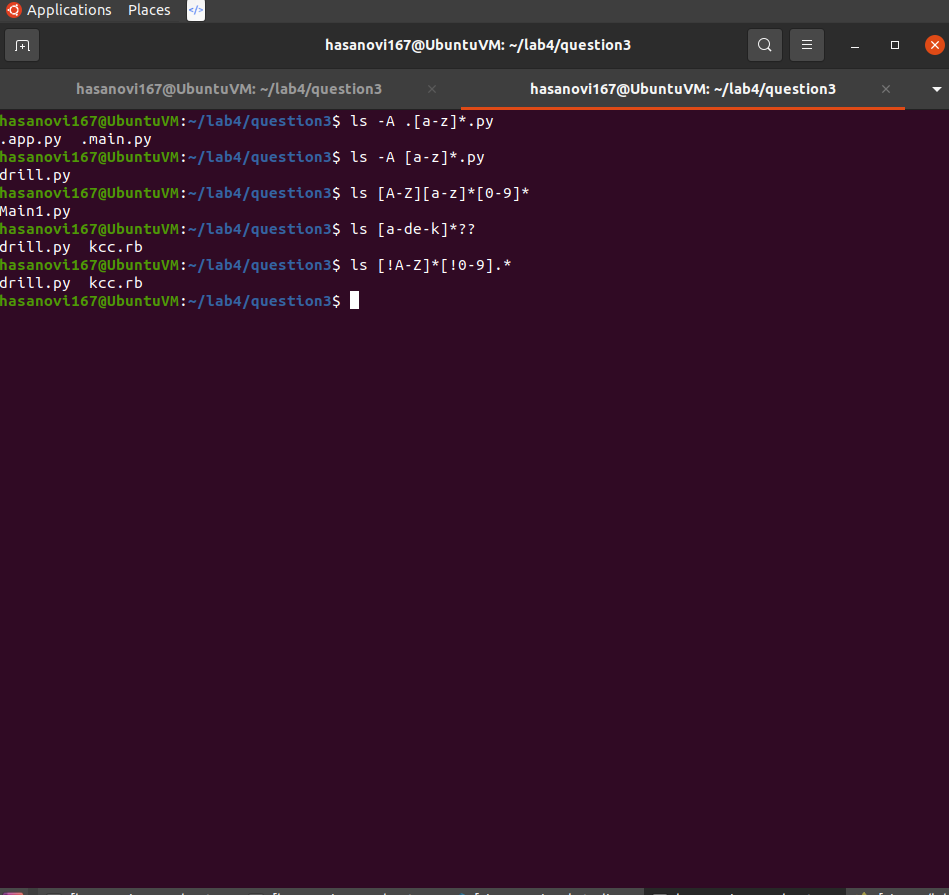 Applications Places </>
hasanovi167@UbuntuVM: ~/lab4/question3
hasanovi167@UbuntuVM: ~/lab4/question3 × hasanovi167@UbuntuVM: ~/lab4/question3 ×
hasanovi167@UbuntuVM:~/lab4/question3$ ls -A .[a-z]*.py
.app.py .main.py
hasanovi167@UbuntuVM:~/lab4/question3$ ls -A [a-z]*.py
drill.py
hasanovi167@UbuntuVM:~/lab4/question3$ ls [A-Z][a-z]*[0-9]*
Main1.py
hasanovi167@UbuntuVM:~/lab4/question3$ ls [a-de-k]*??
drill.py kcc.rb
hasanovi167@UbuntuVM:~/lab4/question3$ ls [!A-Z]*[!0-9].*
drill.py kcc.rb
hasanovi167@UbuntuVM:~/lab4/question3$